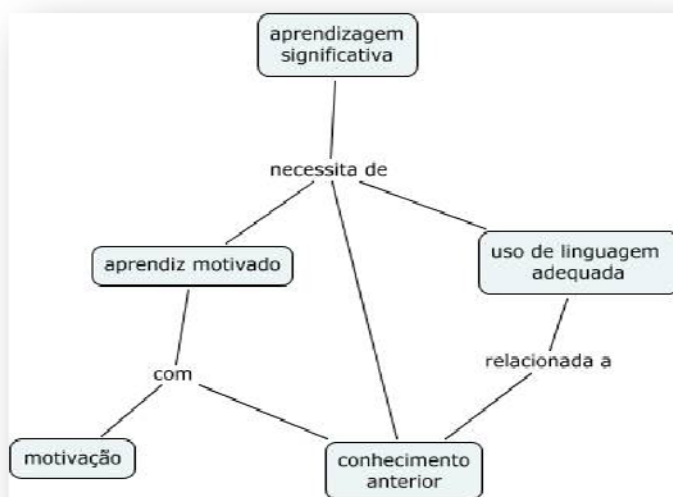 aprendizagem
significativa
necessita de
aprendiz motivado
uso de linguagem
adequada
com
relacionada a
motivação
conhecimento
anterior